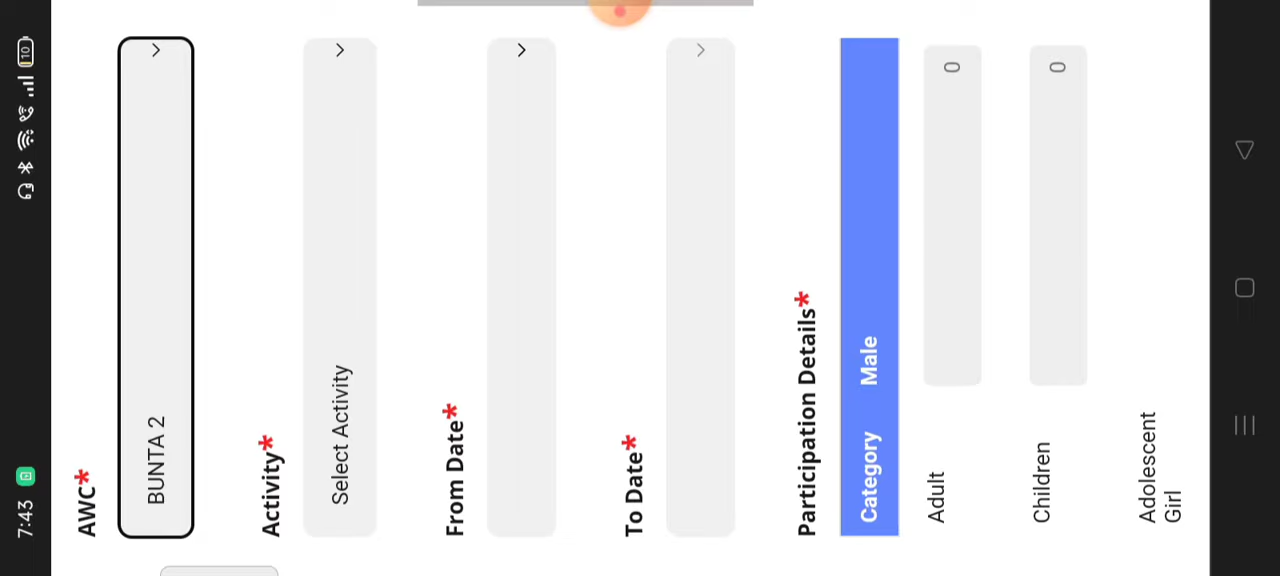 7:43
10
AWC*
BUNTA 2
Activity*
Select Activity
From Date*
To Date*
Participation Details*
Category Male
Adult 0
Children 0
Adolescent
Girl